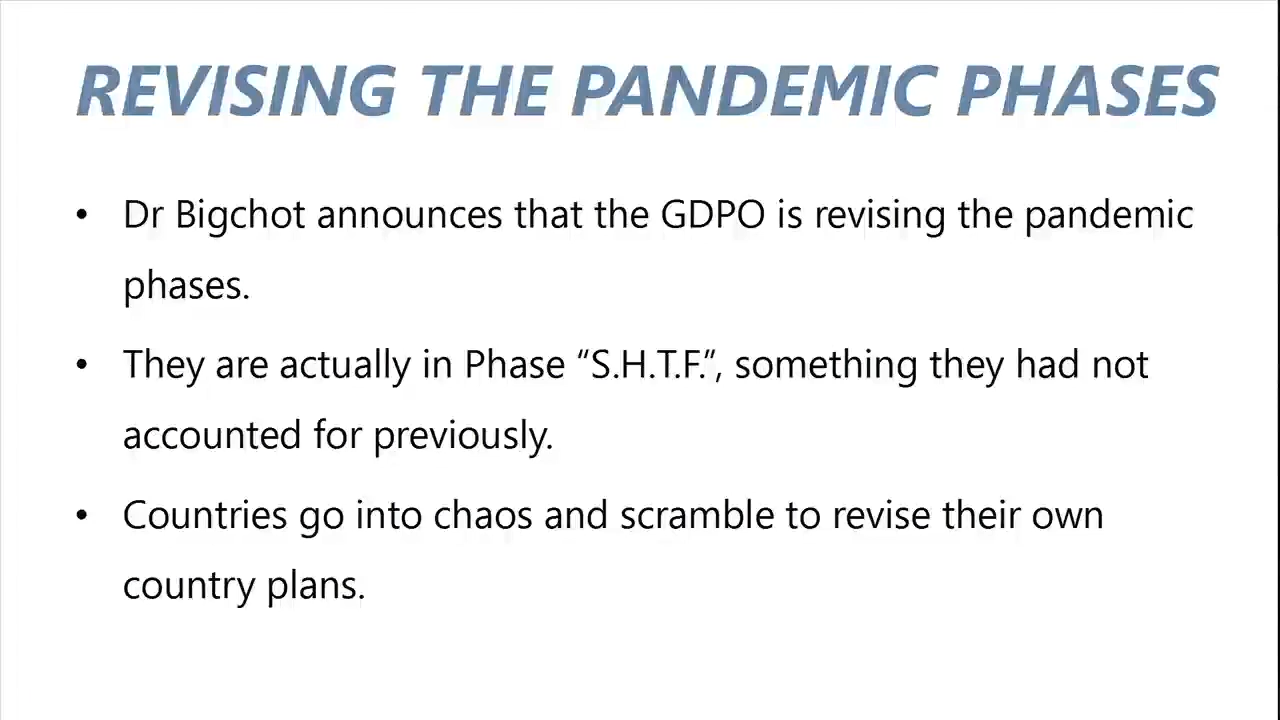 REVISING THE PANDEMIC PHASES
• Dr Bigchot announces that the GDPO is revising the pandemic
phases.
• They are actually in Phase “S.H.T.F.”, something they had not
accounted for previously.
• Countries go into chaos and scramble to revise their own
country plans.